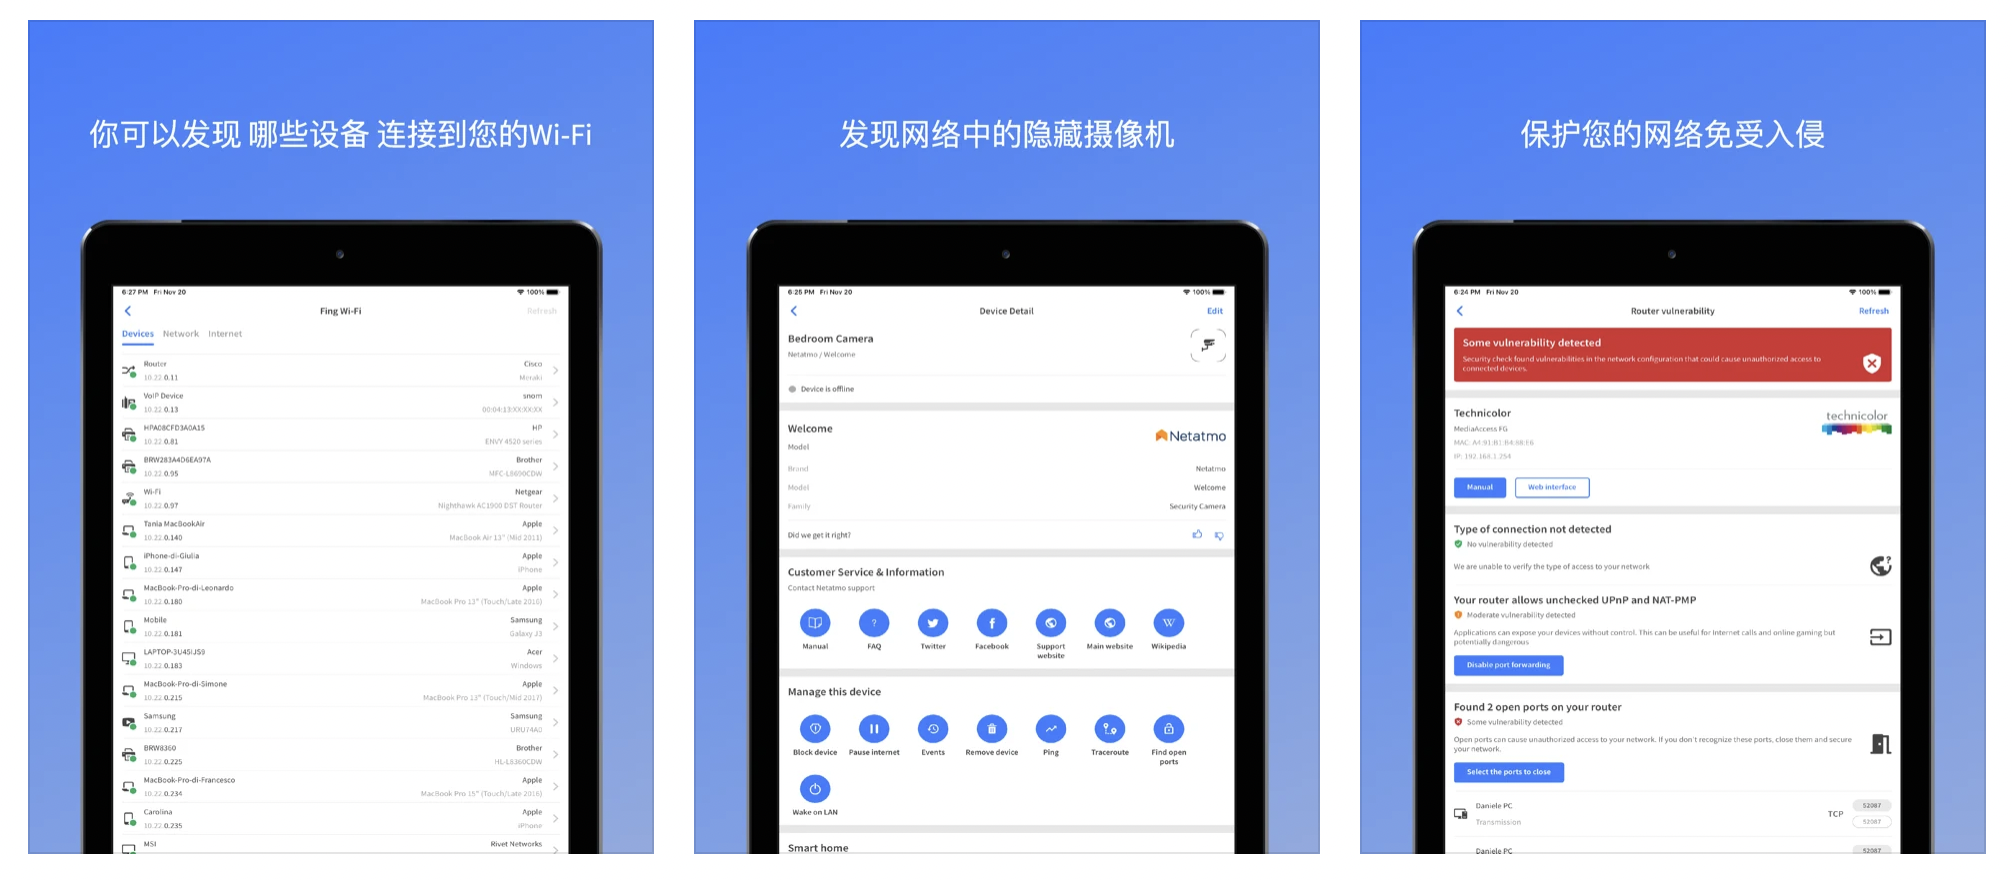 你可以发现 哪些设备 连接到您的Wi-Fi
6:27 PM Fri Nov 20
100%
Fing Wi-Fi
Refresh
Devices Network Internet
Router Cisco
10.22.0.11 Meraki
VoIP Device snom
10.22.0.13 00:04:13:XX:XX:XX
HPA08CFD3A0A15 HP
10.22.0.81 ENVY 4520 series
BRW283A4D6EA97A Brother
10.22.0.95 MFC-L8690CDW
Wi-Fi Netgear
10.22.0.97 Nighthawk AC1900 DST Router
Tania MacBookAir Apple
10.22.0.140 MacBook Air 13" (Mid 2011)
iPhone-di-Giulia Apple
10.22.0.147 iPhone
MacBook-Pro-di-Leonardo Apple
10.22.0.180 MacBook Pro 13" (Touch/Late 2016)
Mobile Samsung
10.22.0.181 Galaxy J3
LAPTOP-3U45IJS9 Acer
10.22.0.183 Windows
MacBook-Pro-di-Simone Apple
10.22.0.215 MacBook Pro 13" (Touch/Mid 2017)
Samsung Samsung
10.22.0.217 URU74A0
BRW8360 Brother
10.22.0.225 HL-L8360CDW
MacBook-Pro-di-Francesco Apple
10.22.0.234 MacBook Pro 15" (Touch/Late 2016)
Carolina Apple
10.22.0.235 iPhone
MSI Rivet Networks
发现网络中的隐藏摄像机
6:25 PM Fri Nov 20
100%
Device Detail
Edit
Bedroom Camera
Netatmo / Welcome
Device is offline
Welcome
Model
Netatmo
Brand Netatmo
Model Welcome
Family Security Camera
Did we get it right?
Customer Service & Information
Contact Netatmo support
Manual FAQ Twitter Facebook Support website Main website Wikipedia
Manage this device
Block device Pause internet Events Remove device Ping Traceroute Find open ports
Wake on LAN
Smart home
保护您的网络免受入侵
6:24 PM Fri Nov 20
100%
Router vulnerability
Refresh
Some vulnerability detected
Security check found vulnerabilities in the network configuration that could cause unauthorized access to
connected devices.
Technicolor
technicolor
MediaAccess FG
IP: 192.168.1.254
Manual Web interface
Type of connection not detected
No vulnerability detected
We are unable to verify the type of access to your network
Your router allows unchecked UPnP and NAT-PMP
Moderate vulnerability detected
Applications can expose your devices without control. This can be useful for Internet calls and online gaming but
potentially dangerous
Disable port forwarding
Found 2 open ports on your router
Some vulnerability detected
Open ports can cause unauthorized access to your network. If you don't recognize these ports, close them and secure
your network.
Select the ports to close
Daniele PC TCP 52087
Transmission 52087
Daniele PC 52087